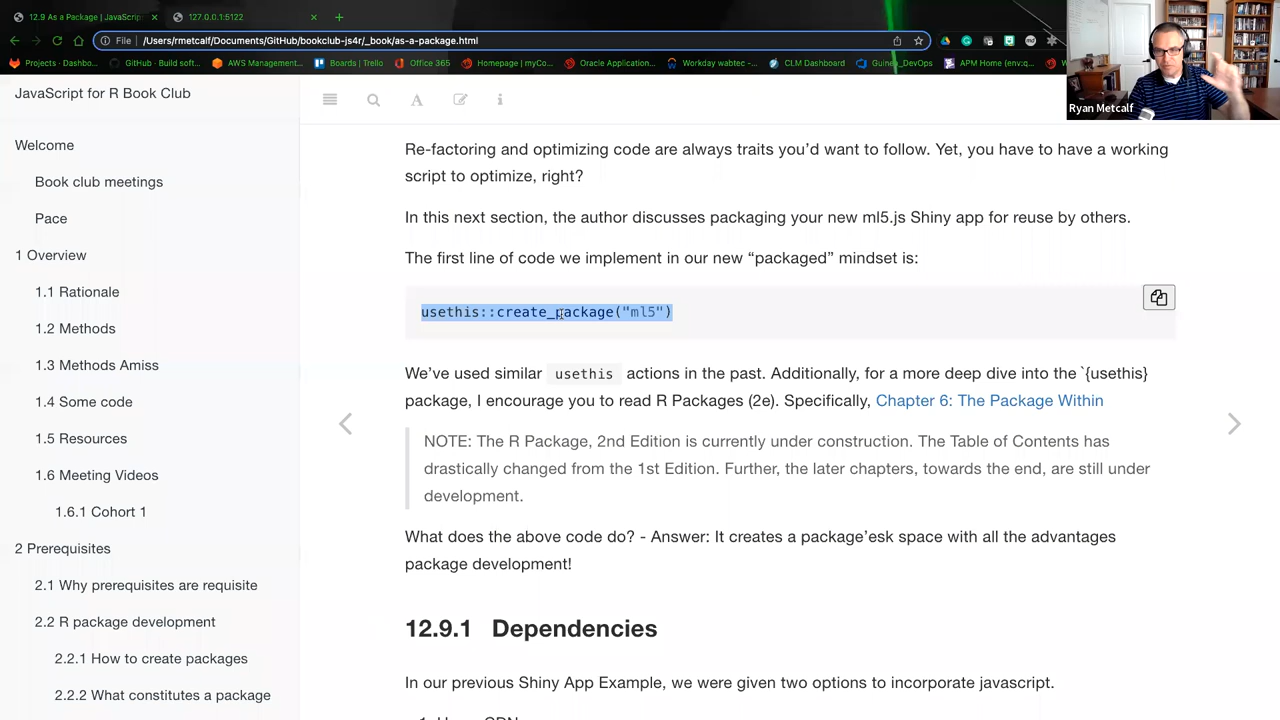 12.9 As a Package | JavaScrip
127.0.0.1:5122
File
/Users/rmetcalf/Documents/GitHub/bookclub-js4r/_book/as-a-package.html
Projects · Dashbo...
GitHub · Build soft...
AWS Management...
Boards | Trello
Office 365
Homepage | myCo...
Oracle Application...
Workday wabtec -...
CLM Dashboard
APM Home (env:q...
Ryan Metcalf
JavaScript for R Book Club
Welcome
Book club meetings
Pace
1 Overview
1.1 Rationale
1.2 Methods
1.3 Methods Amiss
1.4 Some code
1.5 Resources
1.6 Meeting Videos
1.6.1 Cohort 1
2 Prerequisites
2.1 Why prerequisites are requisite
2.2 R package development
2.2.1 How to create packages
2.2.2 What constitutes a package
Re-factoring and optimizing code are always traits you’d want to follow. Yet, you have to have a working
script to optimize, right?
In this next section, the author discusses packaging your new ml5.js Shiny app for reuse by others.
The first line of code we implement in our new “packaged” mindset is:
usethis::create_package("ml5")
We’ve used similar usethis actions in the past. Additionally, for a more deep dive into the `{usethis}
package, I encourage you to read R Packages (2e). Specifically, Chapter 6: The Package Within
NOTE: The R Package, 2nd Edition is currently under construction. The Table of Contents has
drastically changed from the 1st Edition. Further, the later chapters, towards the end, are still under
development.
What does the above code do? - Answer: It creates a package’esk space with all the advantages
package development!
12.9.1 Dependencies
In our previous Shiny App Example, we were given two options to incorporate javascript.